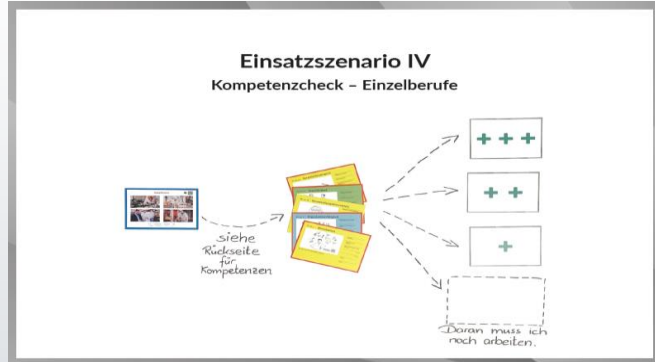 Einsatzszenario IV
Kompetenzcheck – Einzelberufe
siehe
Rückseite
für
Kompetenzen
+ + +
+ +
+
Daran muss ich
noch arbeiten.